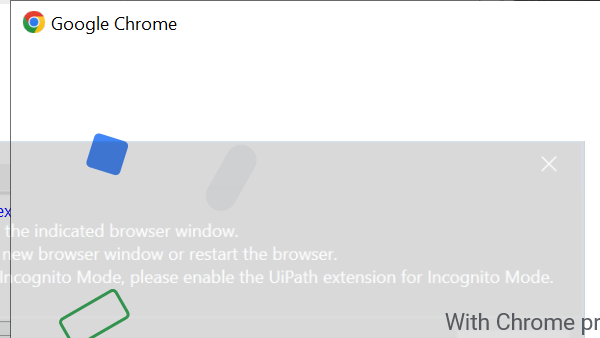 Google Chrome
ex
the indicated browser window.
new browser window or restart the browser.
Incognito Mode, please enable the UiPath extension for Incognito Mode.
With Chrome pr